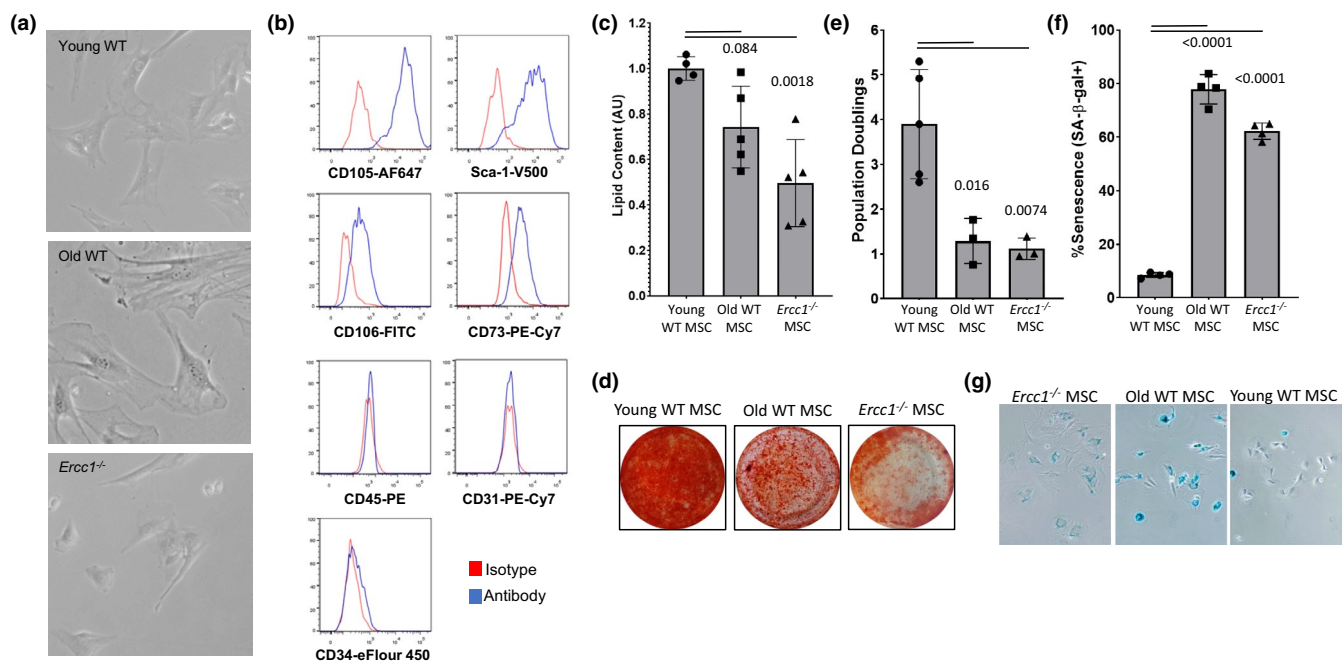 (a)
Young WT
Old WT
Ercc1-/-
(b)
CD105-AF647
Sca-1-V500
CD106-FITC
CD73-PE-Cy7
CD45-PE
CD31-PE-Cy7
CD34-eFlour 450
Isotype
Antibody
(c)
Lipid Content (AU)
1.2
1.0
0.8
0.6
0.4
0.2
0.0
0.084
0.0018
Young WT MSC
Old WT MSC
Ercc1-/- MSC
(d)
Young WT MSC
Old WT MSC
Ercc1-/- MSC
(e)
Population Doublings
6
5
4
3
2
1
0
0.016
0.0074
Young WT MSC
Old WT MSC
Ercc1-/- MSC
(f)
%Senescence (SA-β-gal+)
100
80
60
40
20
0
<0.0001
<0.0001
Young WT MSC
Old WT MSC
Ercc1-/- MSC
(g)
Ercc1-/- MSC
Old WT MSC
Young WT MSC